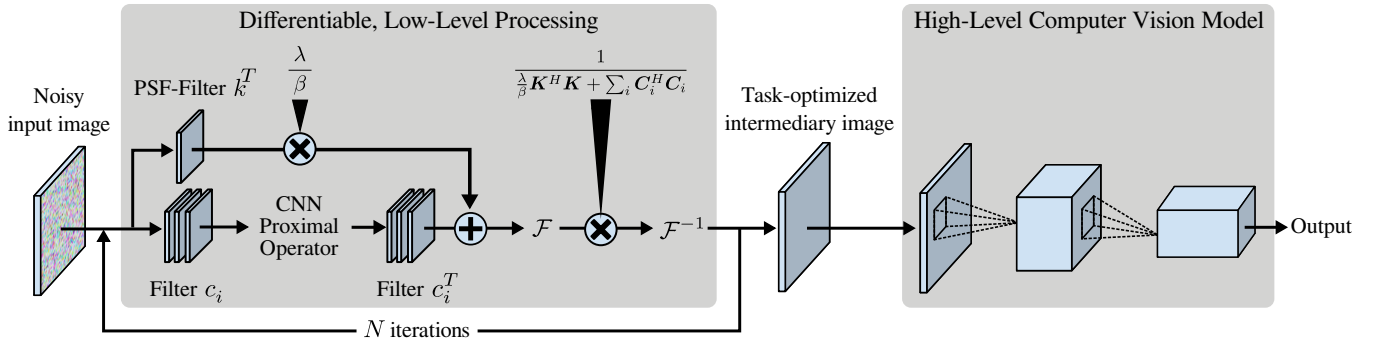 Differentiable, Low-Level Processing
High-Level Computer Vision Model
Noisy
input image
PSF-Filter k^T
λ
β
1
λ/β K^H K + ∑_i C_i^H C_i
Task-optimized
intermediary image
CNN
Proximal
Operator
F
F^{-1}
Output
Filter c_i
Filter c_i^T
N iterations